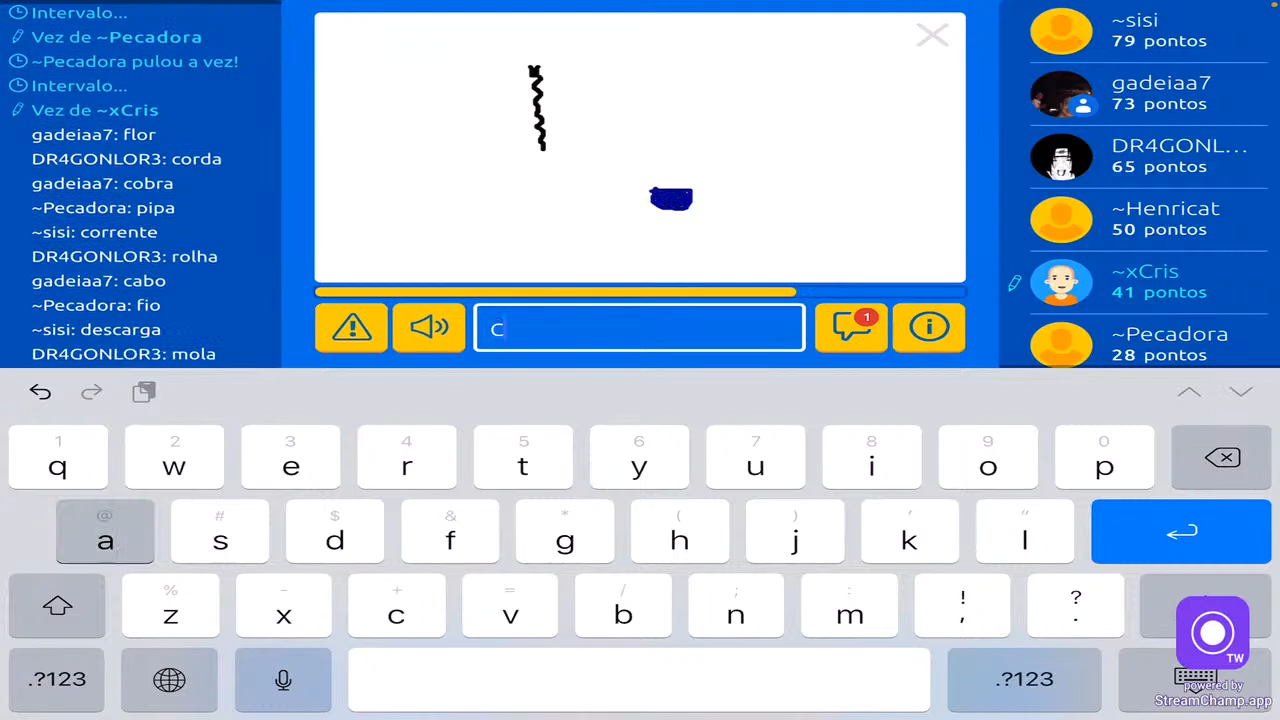 Intervalo...
Vez de ~Pecadora
~Pecadora pulou a vez!
Intervalo...
Vez de ~xCris
gadeiaa7: flor
DR4GONLOR3: corda
gadeiaa7: cobra
~Pecadora: pipa
~sisi: corrente
DR4GONLOR3: rolha
gadeiaa7: cabo
~Pecadora: fio
~sisi: descarga
DR4GONLOR3: mola
C
1
~sisi
79 pontos
gadeiaa7
73 pontos
DR4GONL...
65 pontos
~Henricat
50 pontos
~xCris
41 pontos
~Pecadora
28 pontos
1 2 3 4 5 6 7 8 9 0
q w e r t y u i o p
@ # $ & * ( ) ' "
a s d f g h j k l
% - + = / ; : ! ?
z x c v b n m , .
.?123 .?123
TW
powered by
StreamChamp.app